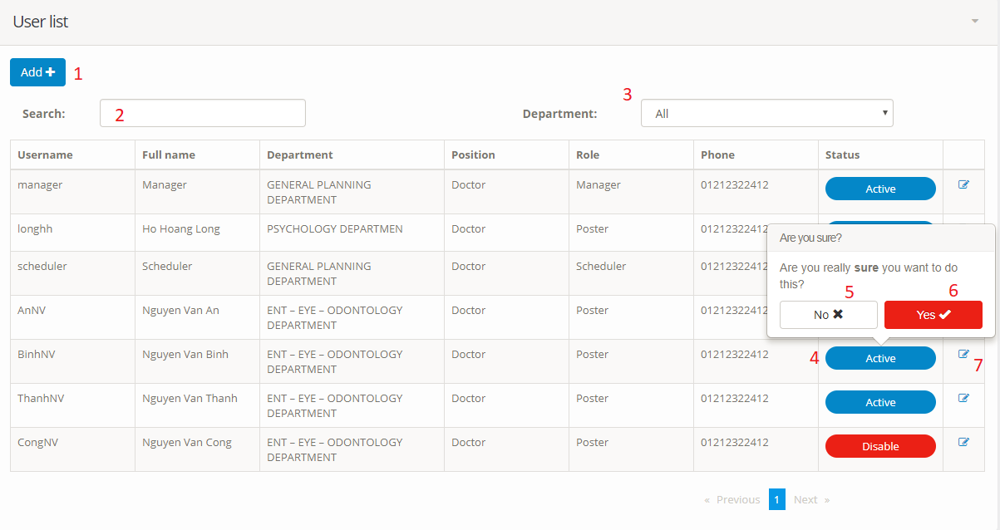 User list
Add 1
Search: 2 Department: 3 All
Username Full name Department Position Role Phone Status
manager Manager GENERAL PLANNING DEPARTMENT Doctor Manager 01212322412 Active
longhh Ho Hoang Long PSYCHOLOGY DEPARTMEN Doctor Poster 01212322412
scheduler Scheduler GENERAL PLANNING DEPARTMENT Doctor Scheduler 01212322412
AnNV Nguyen Van An ENT – EYE – ODONTOLOGY DEPARTMENT Doctor Poster 01212322412
Are you sure?
Are you really sure you want to do
this?
5 6
No Yes
BinhNV Nguyen Van Binh ENT – EYE – ODONTOLOGY DEPARTMENT Doctor Poster 01212322412 4 Active 7
ThanhNV Nguyen Van Thanh ENT – EYE – ODONTOLOGY DEPARTMENT Doctor Poster 01212322412 Active
CongNV Nguyen Van Cong ENT – EYE – ODONTOLOGY DEPARTMENT Doctor Poster 01212322412 Disable
« Previous 1 Next »